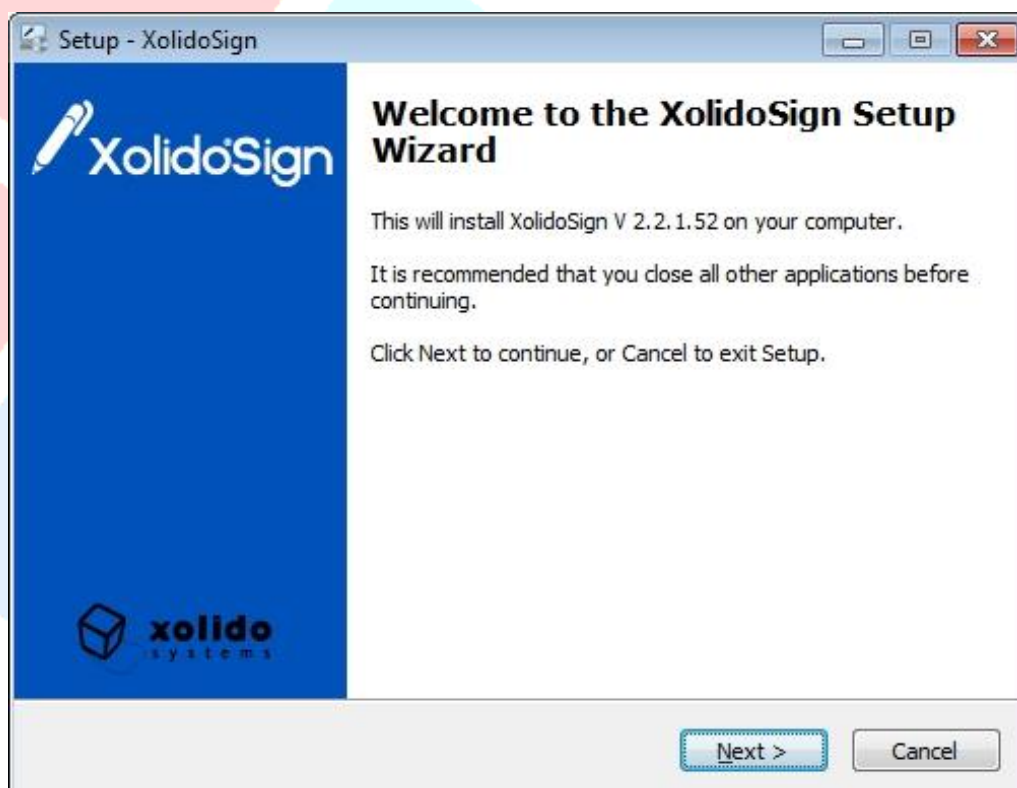 Setup - XolidoSign
XolidoSign
Welcome to the XolidoSign Setup
Wizard
This will install XolidoSign V 2.2.1.52 on your computer.
It is recommended that you close all other applications before
continuing.
Click Next to continue, or Cancel to exit Setup.
xolido
systems
Next >
Cancel